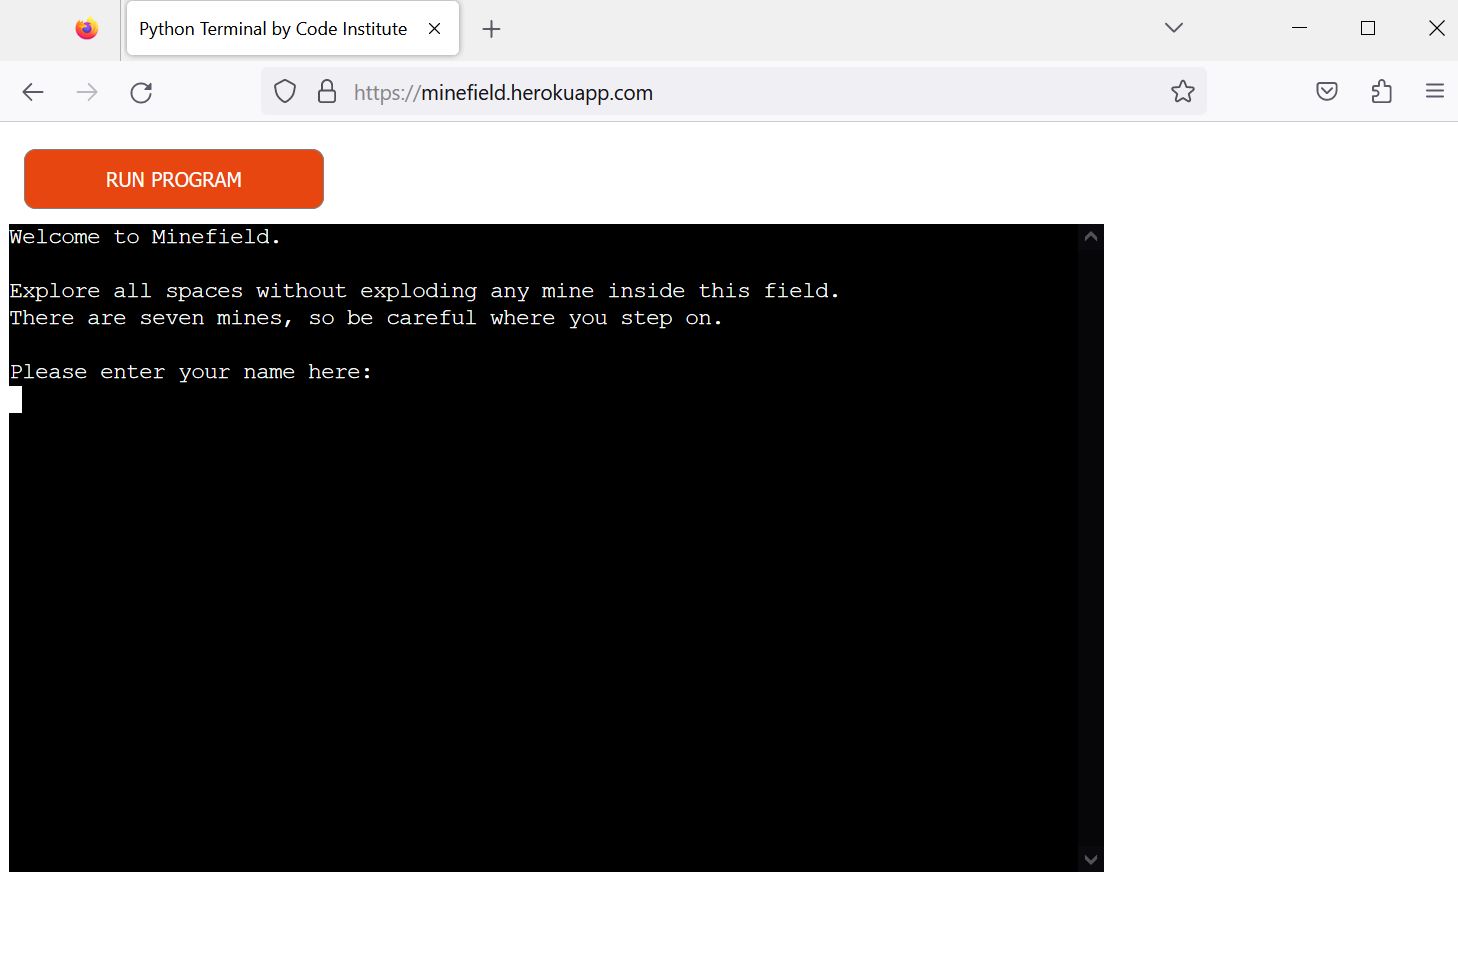 Python Terminal by Code Institute
https://minefield.herokuapp.com
RUN PROGRAM
Welcome to Minefield.
Explore all spaces without exploding any mine inside this field.
There are seven mines, so be careful where you step on.
Please enter your name here: